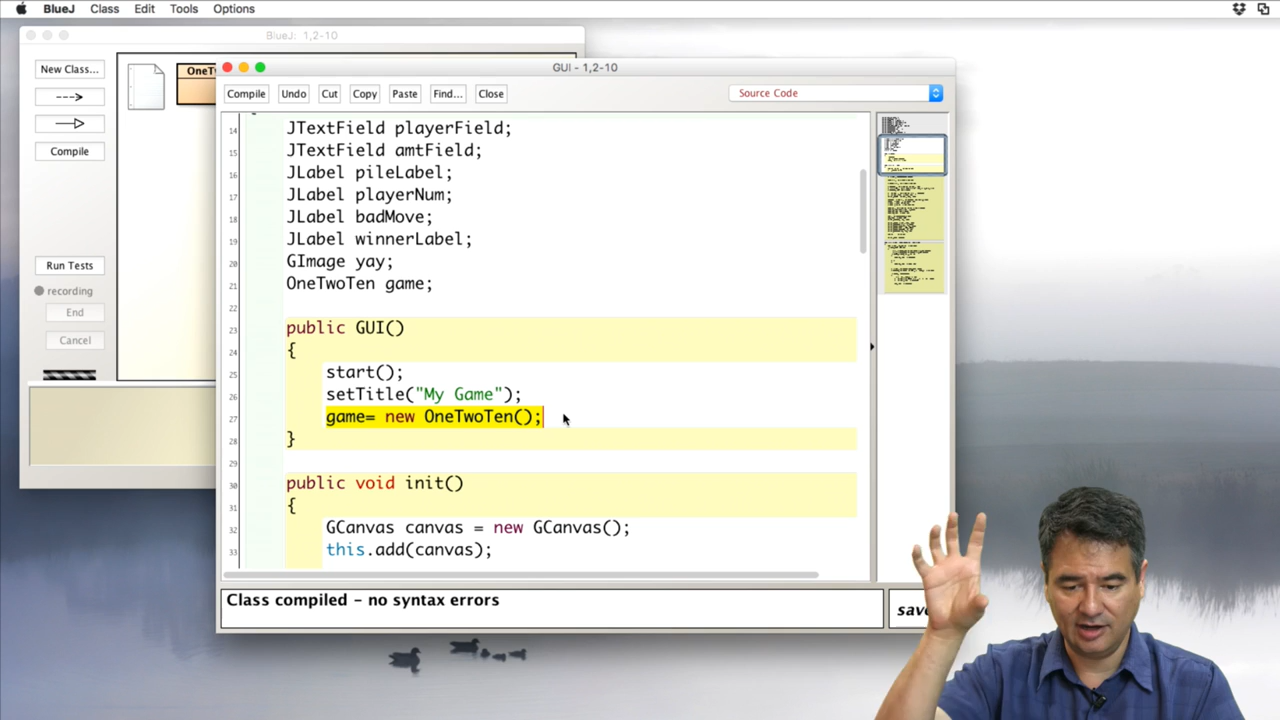 BlueJ Class Edit Tools Options
BlueJ: 1,2-10
New Class...
--->
Compile
Run Tests
recording
End
Cancel
GUI - 1,2-10
Compile Undo Cut Copy Paste Find... Close
Source Code
14 JTextField playerField;
15 JTextField amtField;
16 JLabel pileLabel;
17 JLabel playerNum;
18 JLabel badMove;
19 JLabel winnerLabel;
20 GImage yay;
21 OneTwoTen game;
22
23 public GUI()
24 {
25 start();
26 setTitle("My Game");
27 game= new OneTwoTen();
28 }
29
30 public void init()
31 {
32 GCanvas canvas = new GCanvas();
33 this.add(canvas);
Class compiled - no syntax errors